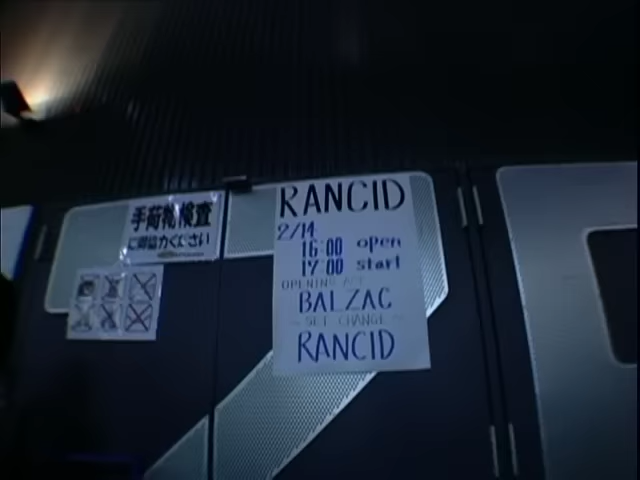 手荷物検査
に御協力ください
RANCID
2/14
16:00 open
17:00 start
OPENING ACT
BALZAC
~ SET CHANGE ~
RANCID